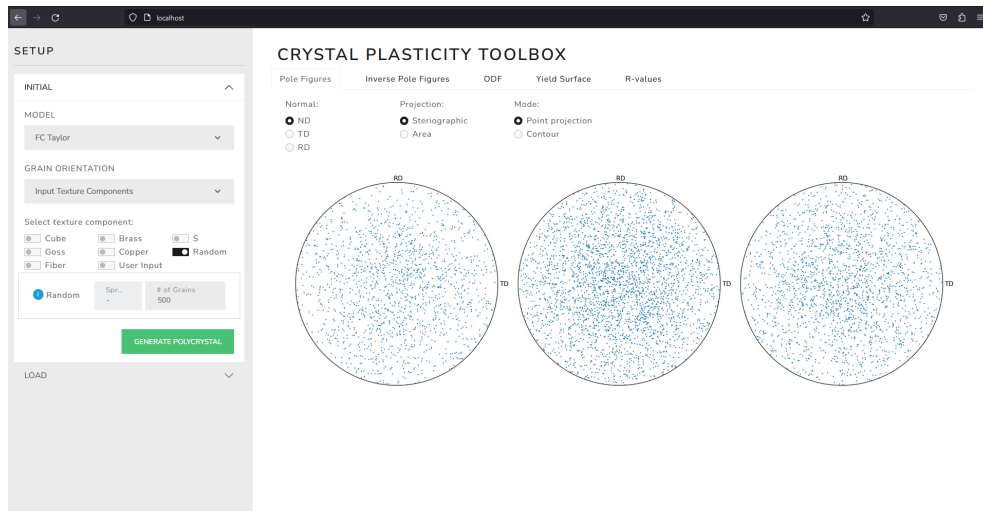 localhost
SETUP
INITIAL
MODEL
FC Taylor
GRAIN ORIENTATION
Input Texture Components
Select texture component:
Cube Brass S
Goss Copper Random
Fiber User Input
Random Spr... # of Grains
- 500
GENERATE POLYCRYSTAL
LOAD
CRYSTAL PLASTICITY TOOLBOX
Pole Figures Inverse Pole Figures ODF Yield Surface R-values
Normal: Projection: Mode:
ND Steriographic Point projection
TD Area Contour
RD
RD RD RD
TD TD TD